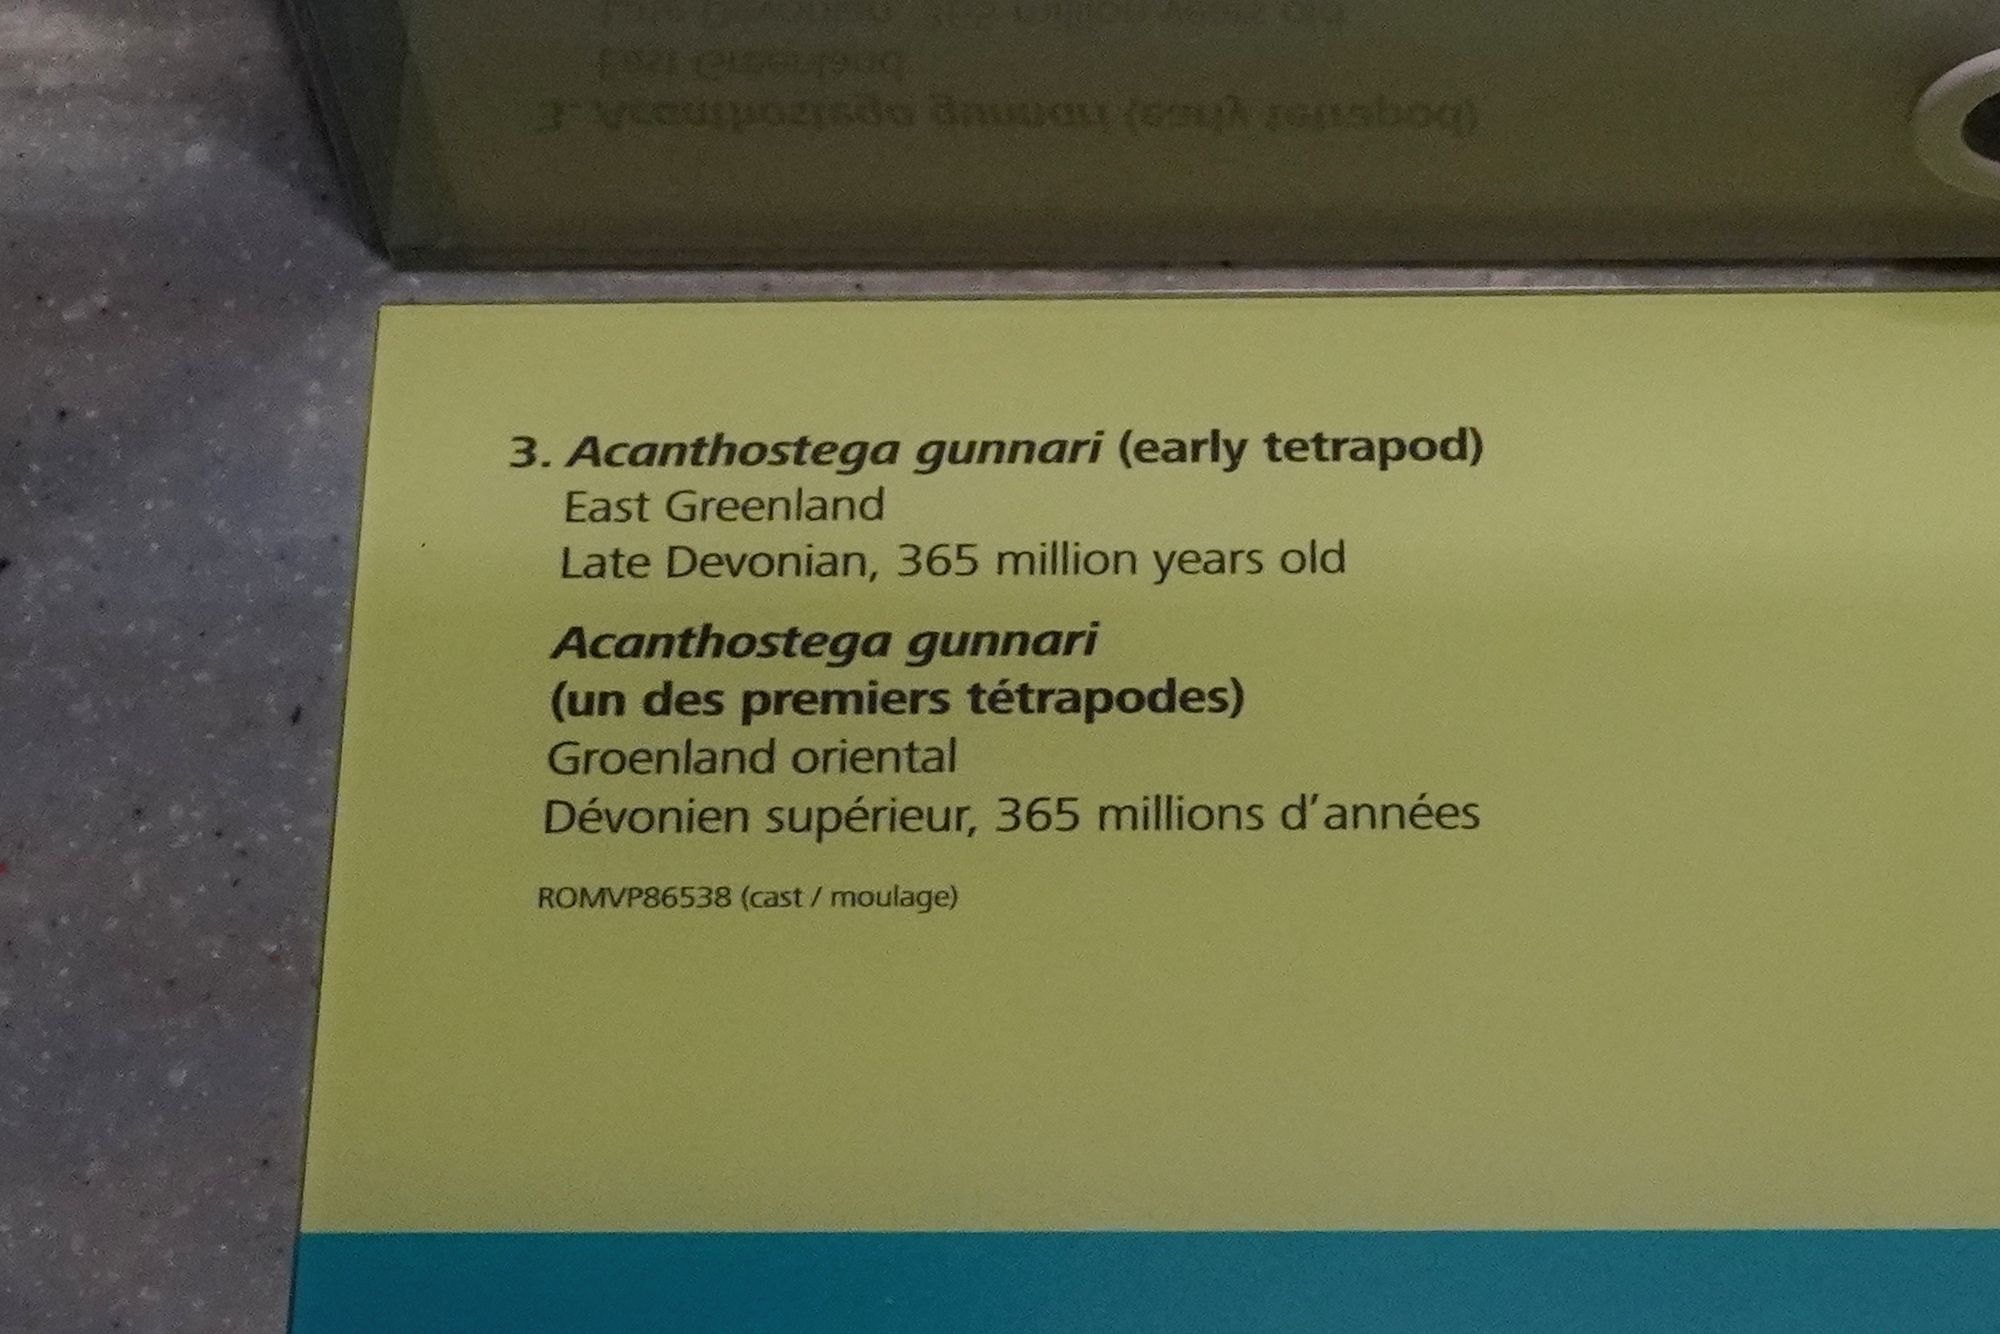 3. Acanthostega gunnari (early tetrapod)
East Greenland
Late Devonian, 365 million years old
Acanthostega gunnari
(un des premiers tétrapodes)
Groenland oriental
Dévonien supérieur, 365 millions d'années
ROMVP86538 (cast / moulage)